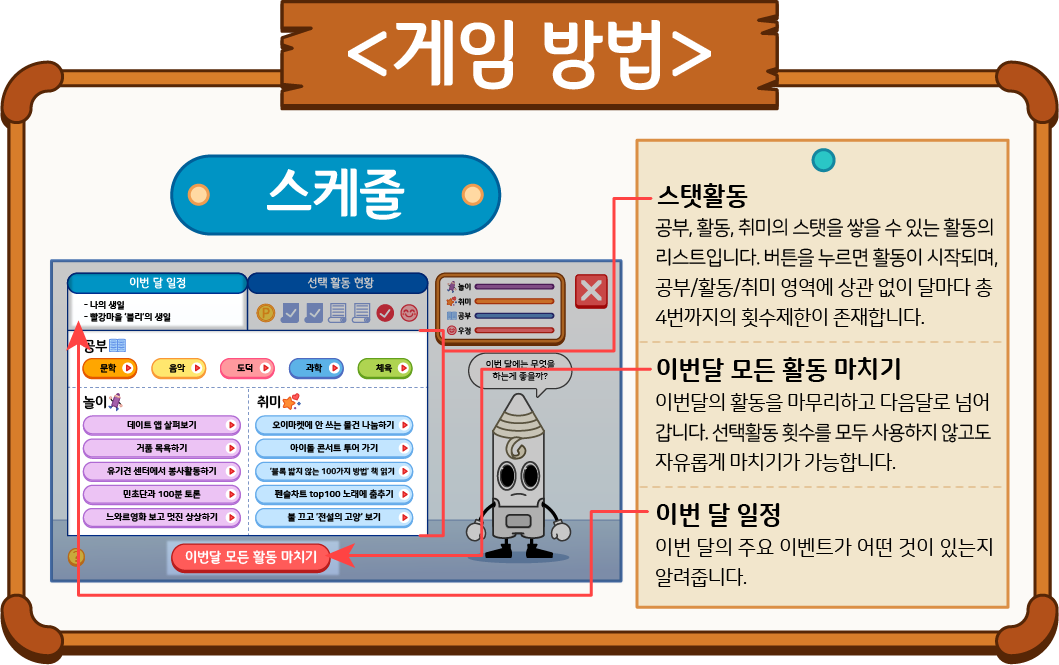 <게임 방법>
스케줄
이번 달 일정
선택 활동 현황
- 나의 생일
- 빨강마을 '볼리'의 생일
P
놀이
취미
공부
우정
공부
문학
음악
도덕
과학
체육
놀이
데이트 앱 살펴보기
거품 목욕하기
유기견 센터에서 봉사활동하기
민초단과 100분 토론
느와르영화 보고 멋진 상상하기
취미
오이마켓에 안 쓰는 물건 나눔하기
아이돌 콘서트 투어 가기
'블록 밟지 않는 100가지 방법' 책 읽기
펜슬차트 top100 노래에 춤추기
불 끄고 '전설의 고양' 보기
이번 달에는 무엇을
하는게 좋을까?
?
이번달 모든 활동 마치기
스탯활동
공부, 활동, 취미의 스탯을 쌓을 수 있는 활동의
리스트입니다. 버튼을 누르면 활동이 시작되며,
공부/활동/취미 영역에 상관 없이 달마다 총
4번까지의 횟수제한이 존재합니다.
이번달 모든 활동 마치기
이번달의 활동을 마무리하고 다음달로 넘어
갑니다. 선택활동 횟수를 모두 사용하지 않고도
자유롭게 마치기가 가능합니다.
이번 달 일정
이번 달의 주요 이벤트가 어떤 것이 있는지
알려줍니다.